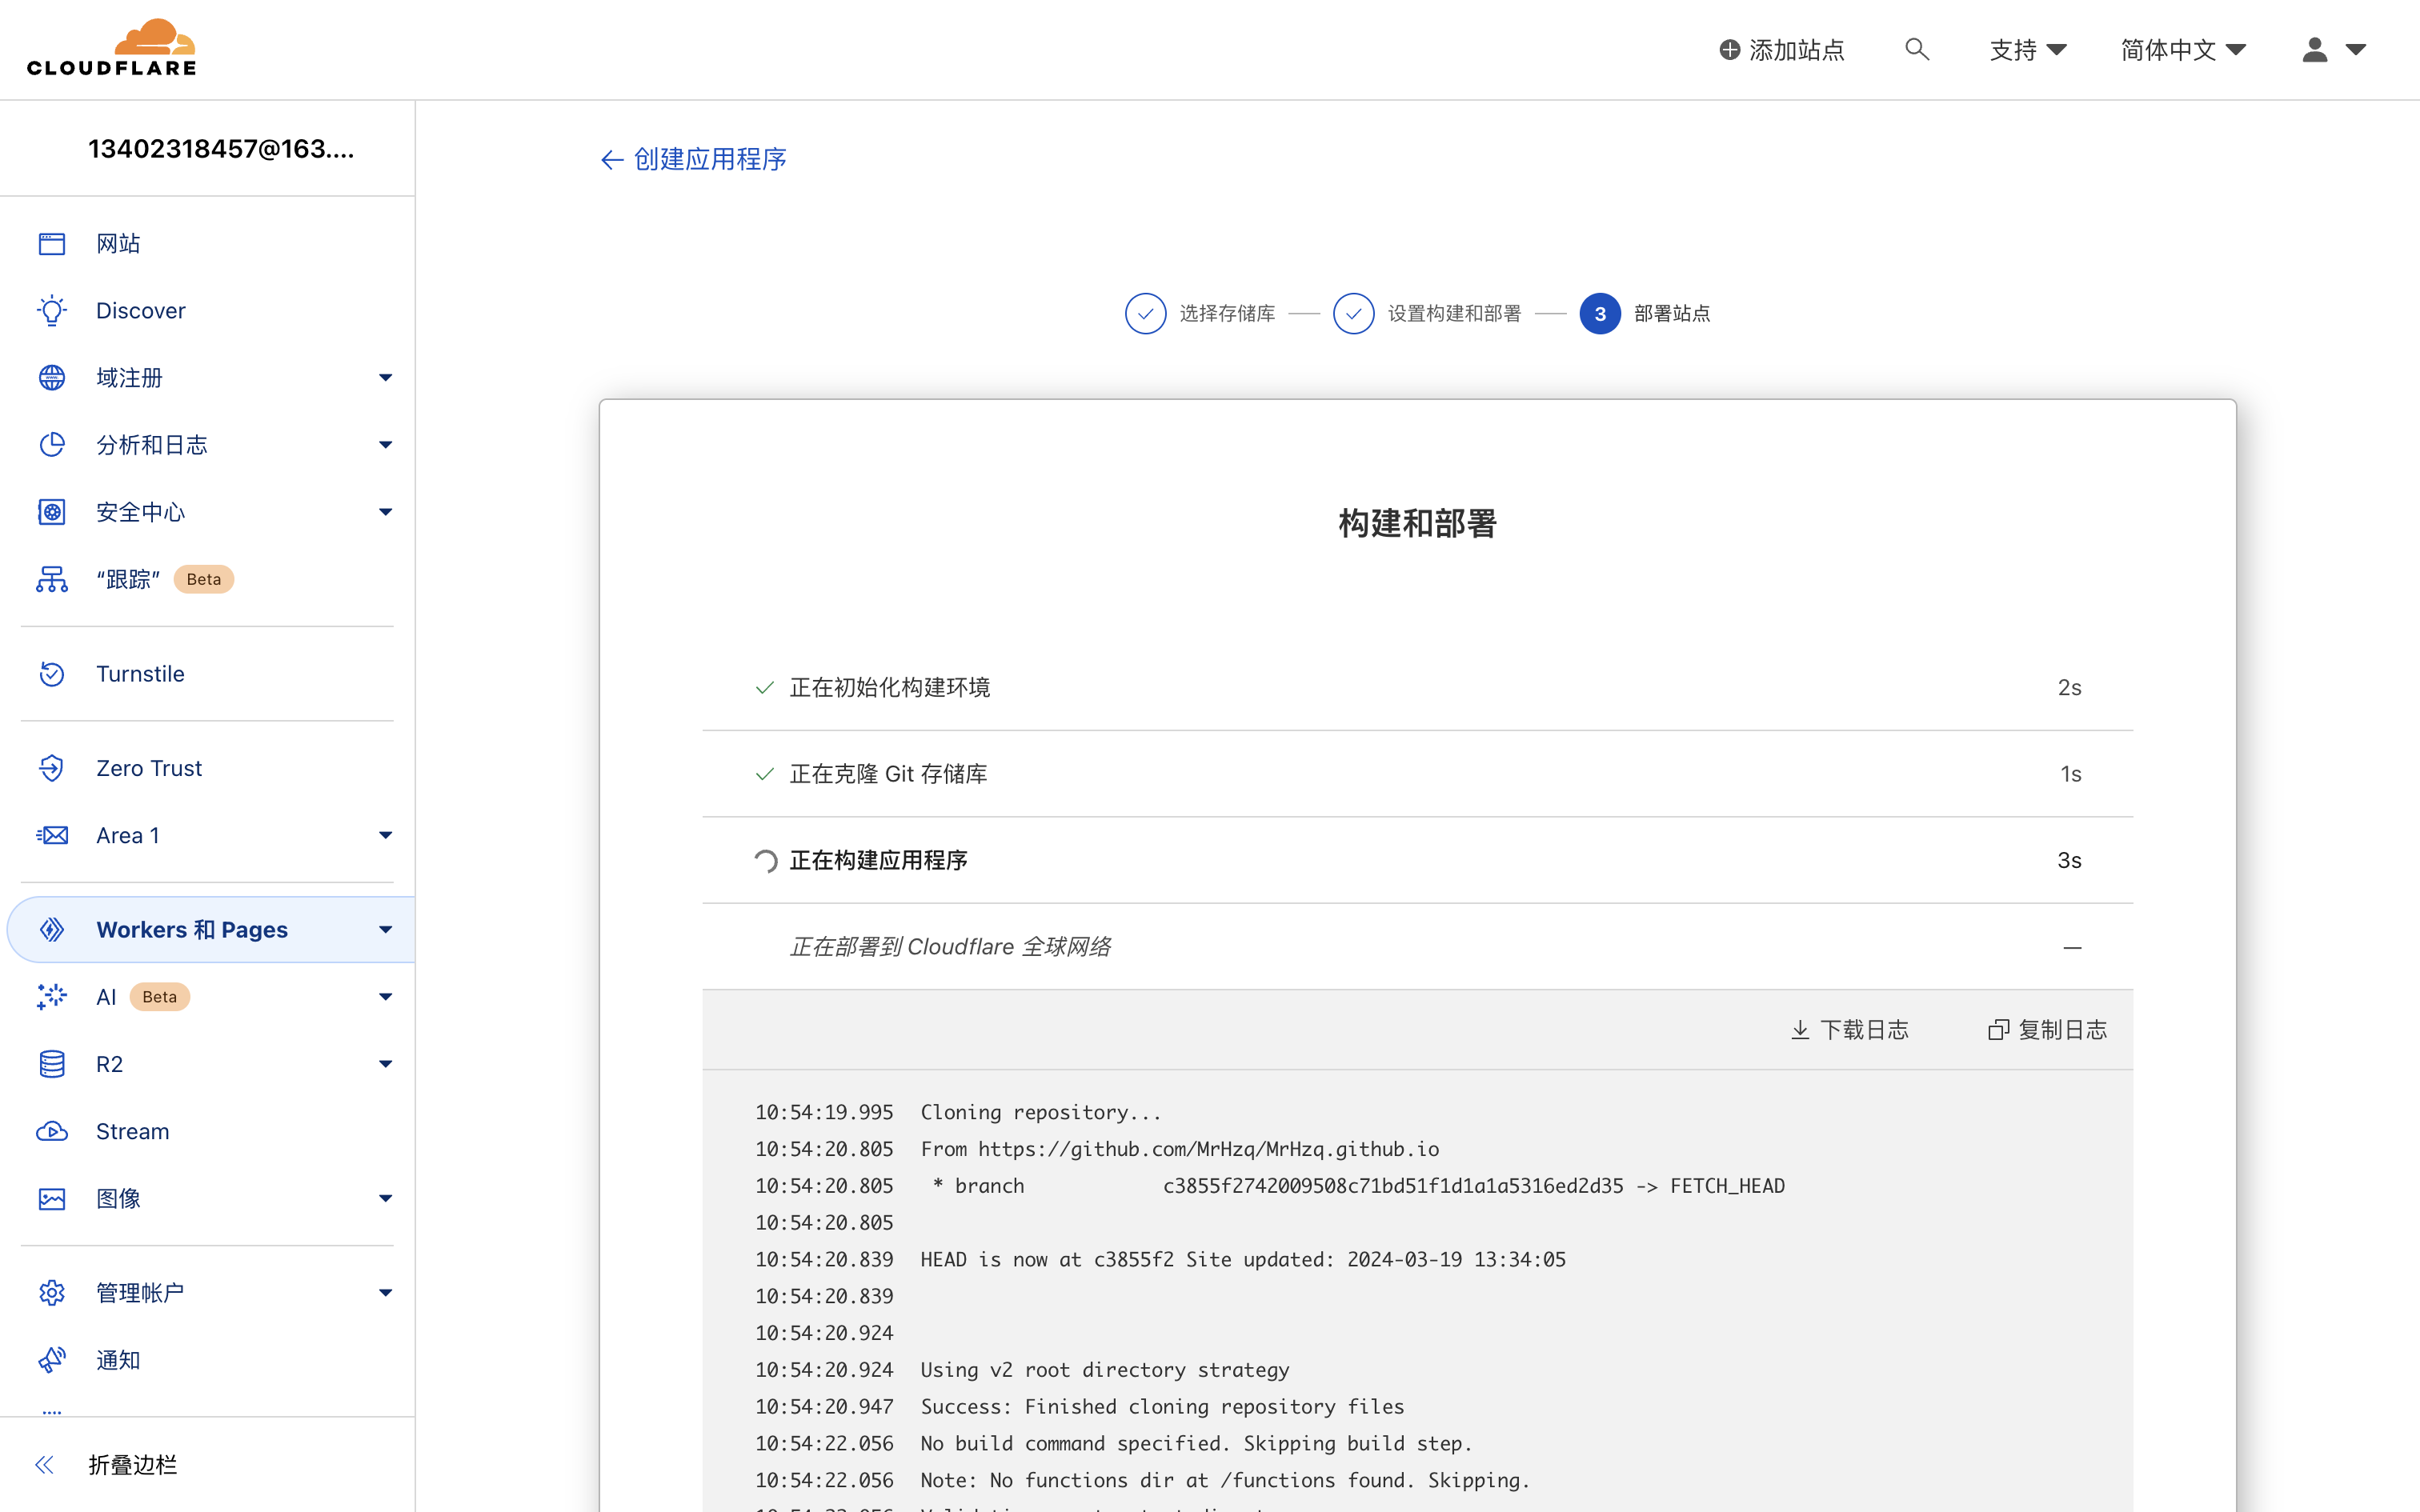 CLOUDFLARE
添加站点
支持
简体中文
13402318457@163....
网站
Discover
域注册
分析和日志
安全中心
“跟踪” Beta
Turnstile
Zero Trust
Area 1
Workers 和 Pages
AI Beta
R2
Stream
图像
管理帐户
通知
折叠边栏
← 创建应用程序
选择存储库
设置构建和部署
3 部署站点
构建和部署
正在初始化构建环境 2s
正在克隆 Git 存储库 1s
正在构建应用程序 3s
正在部署到 Cloudflare 全球网络 —
下载日志 复制日志
10:54:19.995 Cloning repository...
10:54:20.805 From https://github.com/MrHzq/MrHzq.github.io
10:54:20.805 * branch c3855f2742009508c71bd51f1d1a1a5316ed2d35 -> FETCH_HEAD
10:54:20.805
10:54:20.839 HEAD is now at c3855f2 Site updated: 2024-03-19 13:34:05
10:54:20.839
10:54:20.924
10:54:20.924 Using v2 root directory strategy
10:54:20.947 Success: Finished cloning repository files
10:54:22.056 No build command specified. Skipping build step.
10:54:22.056 Note: No functions dir at /functions found. Skipping.